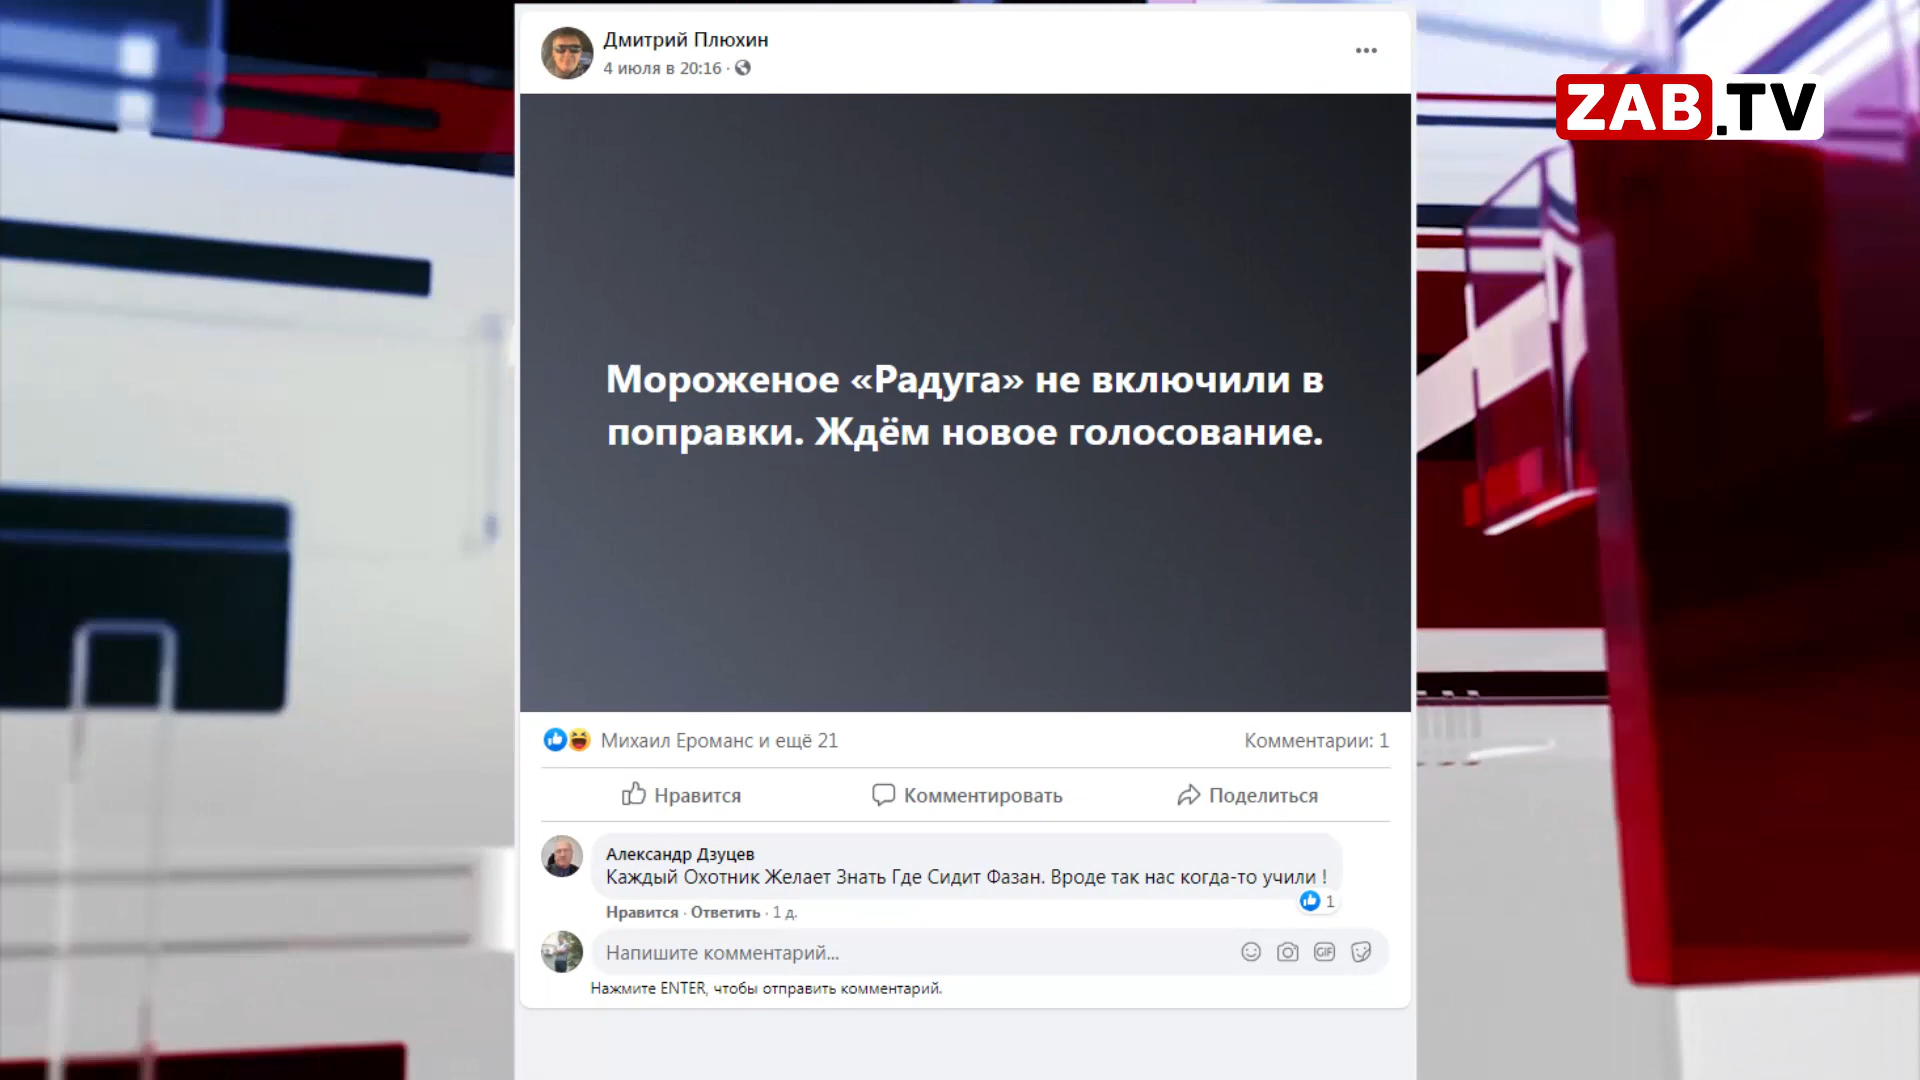 Дмитрий Плюхин
4 июля в 20:16 ·
ZAB.TV
Мороженое «Радуга» не включили в
поправки. Ждём новое голосование.
МихаилЕроманс и ещё 21
Комментарии: 1
Нравится
Комментировать
Поделиться
Александр Дзуцев
Каждый Охотник Желает Знать Где Сидит Фазан. Вроде так нас когда-то учили !
1
Нравится · Ответить · 1 д.
Напишите комментарий...
GIF
Нажмите ENTER, чтобы отправить комментарий.